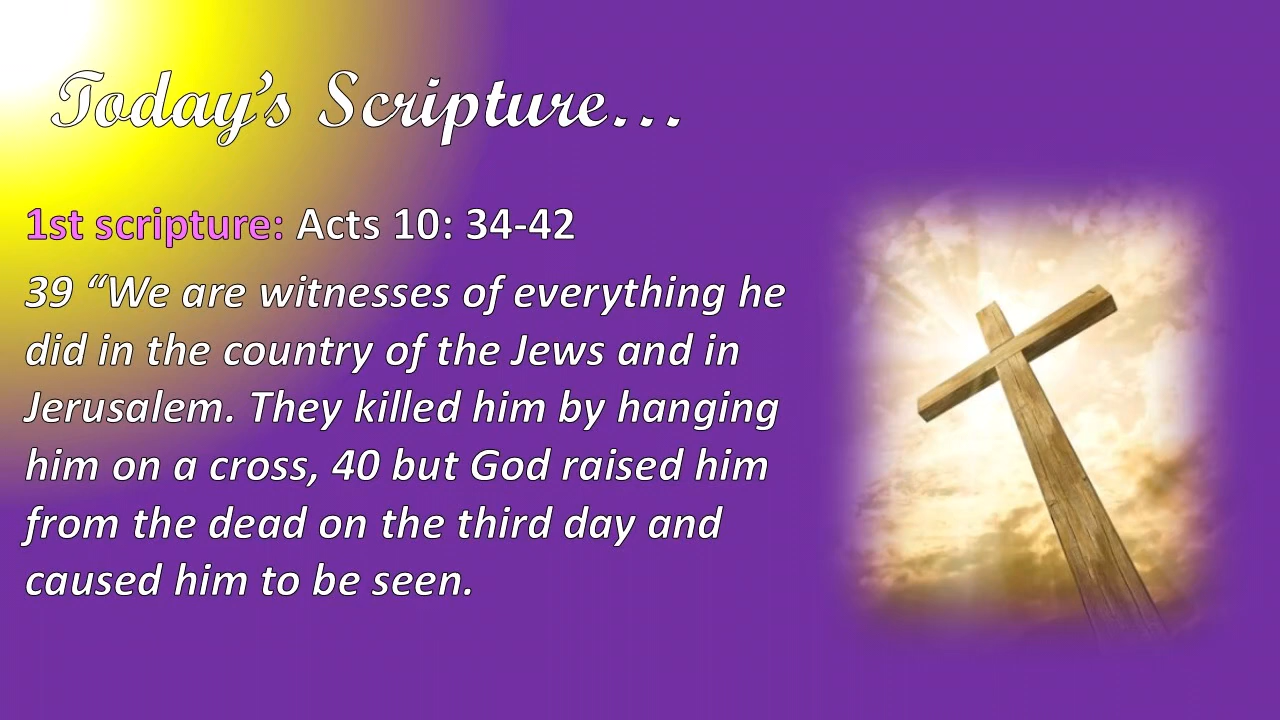 Today’s Scripture...
1st scripture: Acts 10: 34-42
39 “We are witnesses of everything he
did in the country of the Jews and in
Jerusalem. They killed him by hanging
him on a cross, 40 but God raised him
from the dead on the third day and
caused him to be seen.